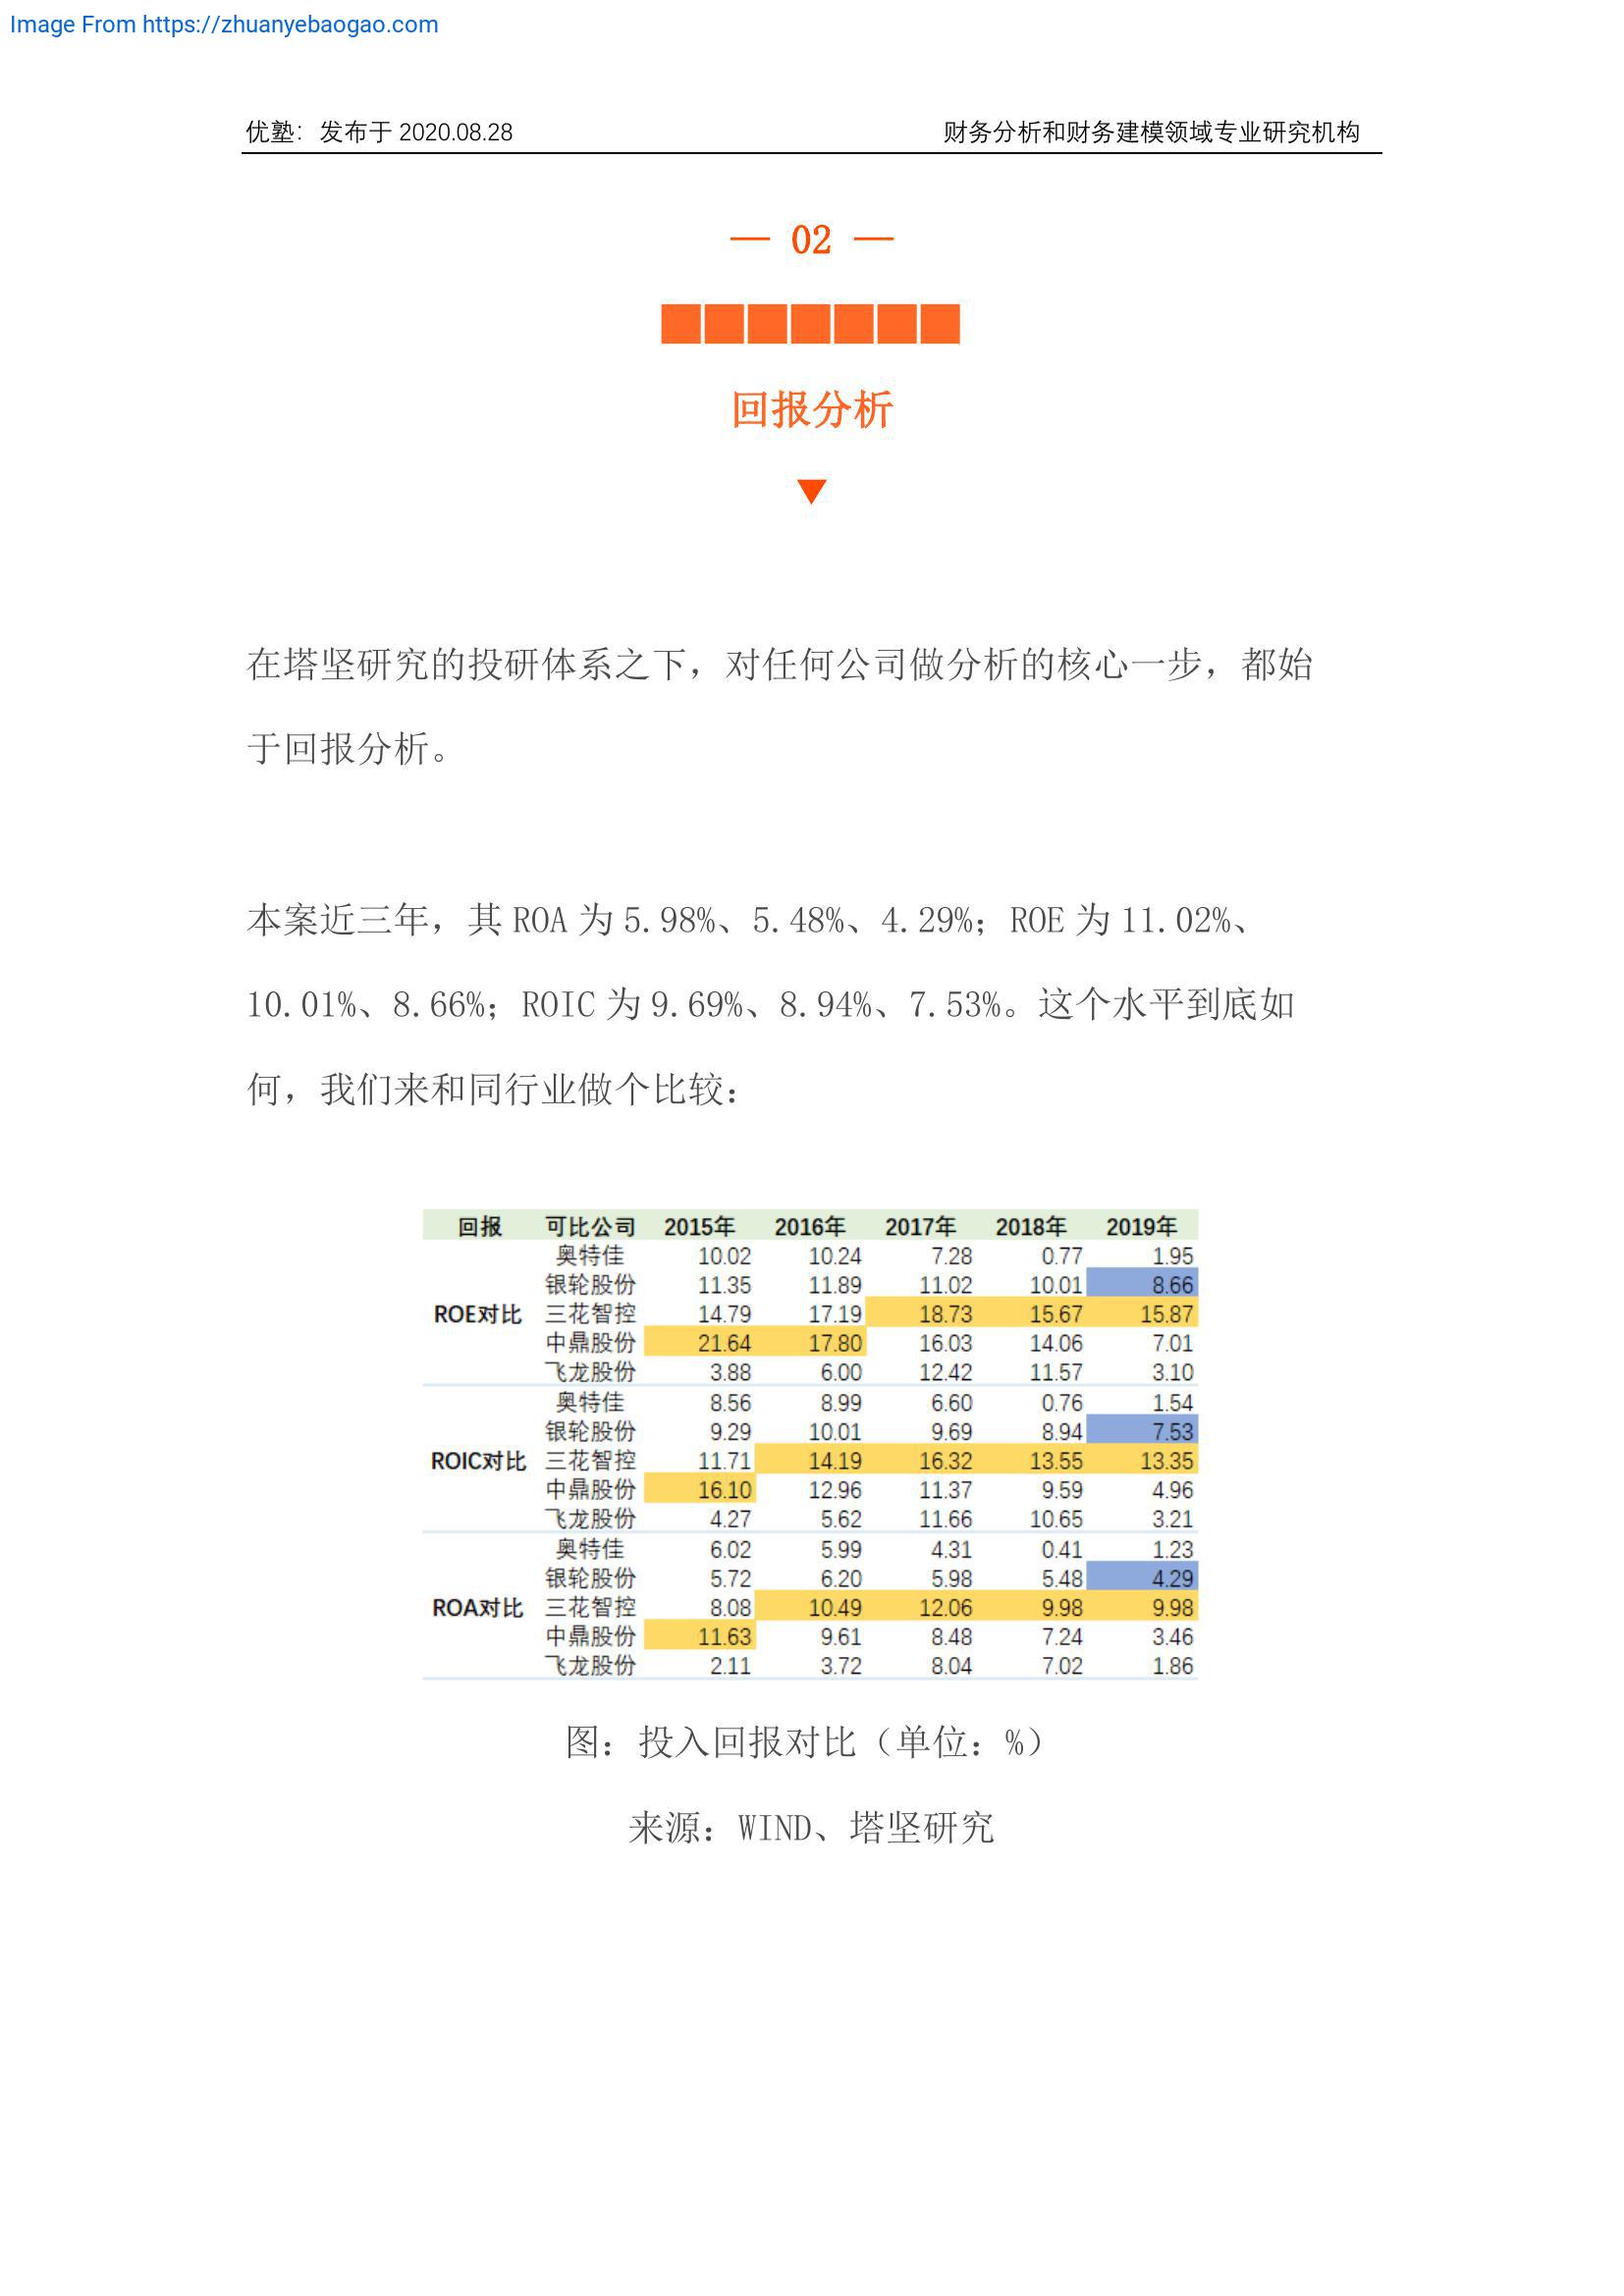 Image From https://zhuanyebaogao.com
优塾：发布于 2020.08.28 财务分析和财务建模领域专业研究机构
— 02 —
■■■■■■■
回报分析
▼
在塔坚研究的投研体系之下，对任何公司做分析的核心一步，都始
于回报分析。
本案近三年，其 ROA 为 5.98%、5.48%、4.29%；ROE 为 11.02%、
10.01%、8.66%；ROIC 为 9.69%、8.94%、7.53%。这个水平到底如
何，我们来和同行业做个比较：
回报 可比公司 2015年 2016年 2017年 2018年 2019年
奥特佳 10.02 10.24 7.28 0.77 1.95
银轮股份 11.35 11.89 11.02 10.01 8.66
ROE对比 三花智控 14.79 17.19 18.73 15.67 15.87
中鼎股份 21.64 17.80 16.03 14.06 7.01
飞龙股份 3.88 6.00 12.42 11.57 3.10
奥特佳 8.56 8.99 6.60 0.76 1.54
银轮股份 9.29 10.01 9.69 8.94 7.53
ROIC对比 三花智控 11.71 14.19 16.32 13.55 13.35
中鼎股份 16.10 12.96 11.37 9.59 4.96
飞龙股份 4.27 5.62 11.66 10.65 3.21
奥特佳 6.02 5.99 4.31 0.41 1.23
银轮股份 5.72 6.20 5.98 5.48 4.29
ROA对比 三花智控 8.08 10.49 12.06 9.98 9.98
中鼎股份 11.63 9.61 8.48 7.24 3.46
飞龙股份 2.11 3.72 8.04 7.02 1.86
图：投入回报对比（单位：%）
来源：WIND、塔坚研究